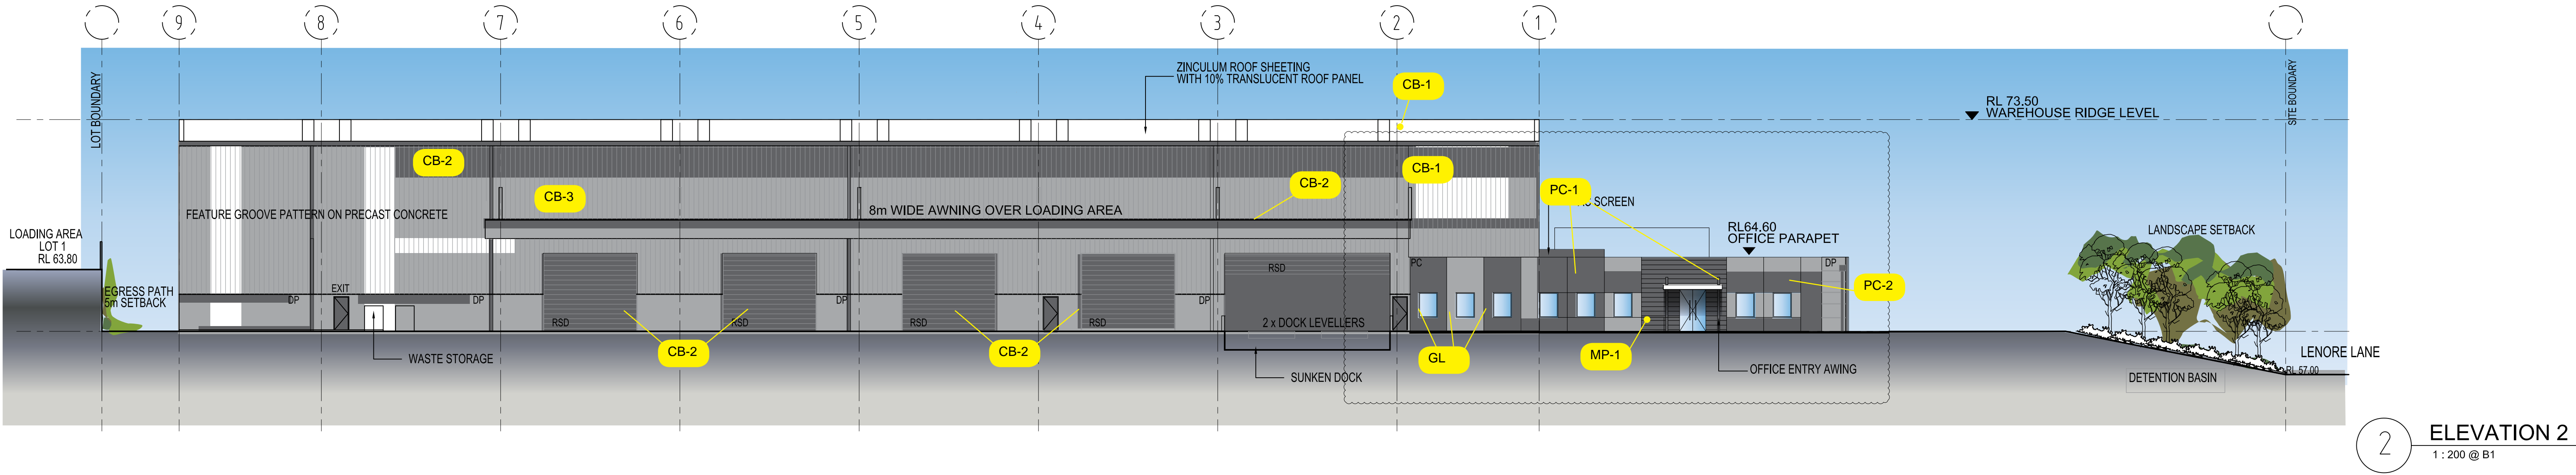 9
8
7
6
5
4
3
2
1
LOT BOUNDARY
ZINCULUM ROOF SHEETING
WITH 10% TRANSLUCENT ROOF PANEL
CB-1
RL 73.50
WAREHOUSE RIDGE LEVEL
SITE BOUNDARY
CB-2
CB-3
CB-2
CB-1
PC-1
SCREEN
FEATURE GROOVE PATTERN ON PRECAST CONCRETE
8m WIDE AWNING OVER LOADING AREA
RL64.60
OFFICE PARAPET
LANDSCAPE SETBACK
LOADING AREA
LOT 1
RL 63.80
RSD
PC
DP
EGRESS PATH
5m SETBACK
EXIT
DP
DP
DP
DP
PC-2
RSD
RSD
RSD
RSD
2 x DOCK LEVELLERS
WASTE STORAGE
CB-2
CB-2
GL
MP-1
SUNKEN DOCK
OFFICE ENTRY AWING
LENORE LANE
RL 57.00
DETENTION BASIN
2
ELEVATION 2
1 : 200 @ B1